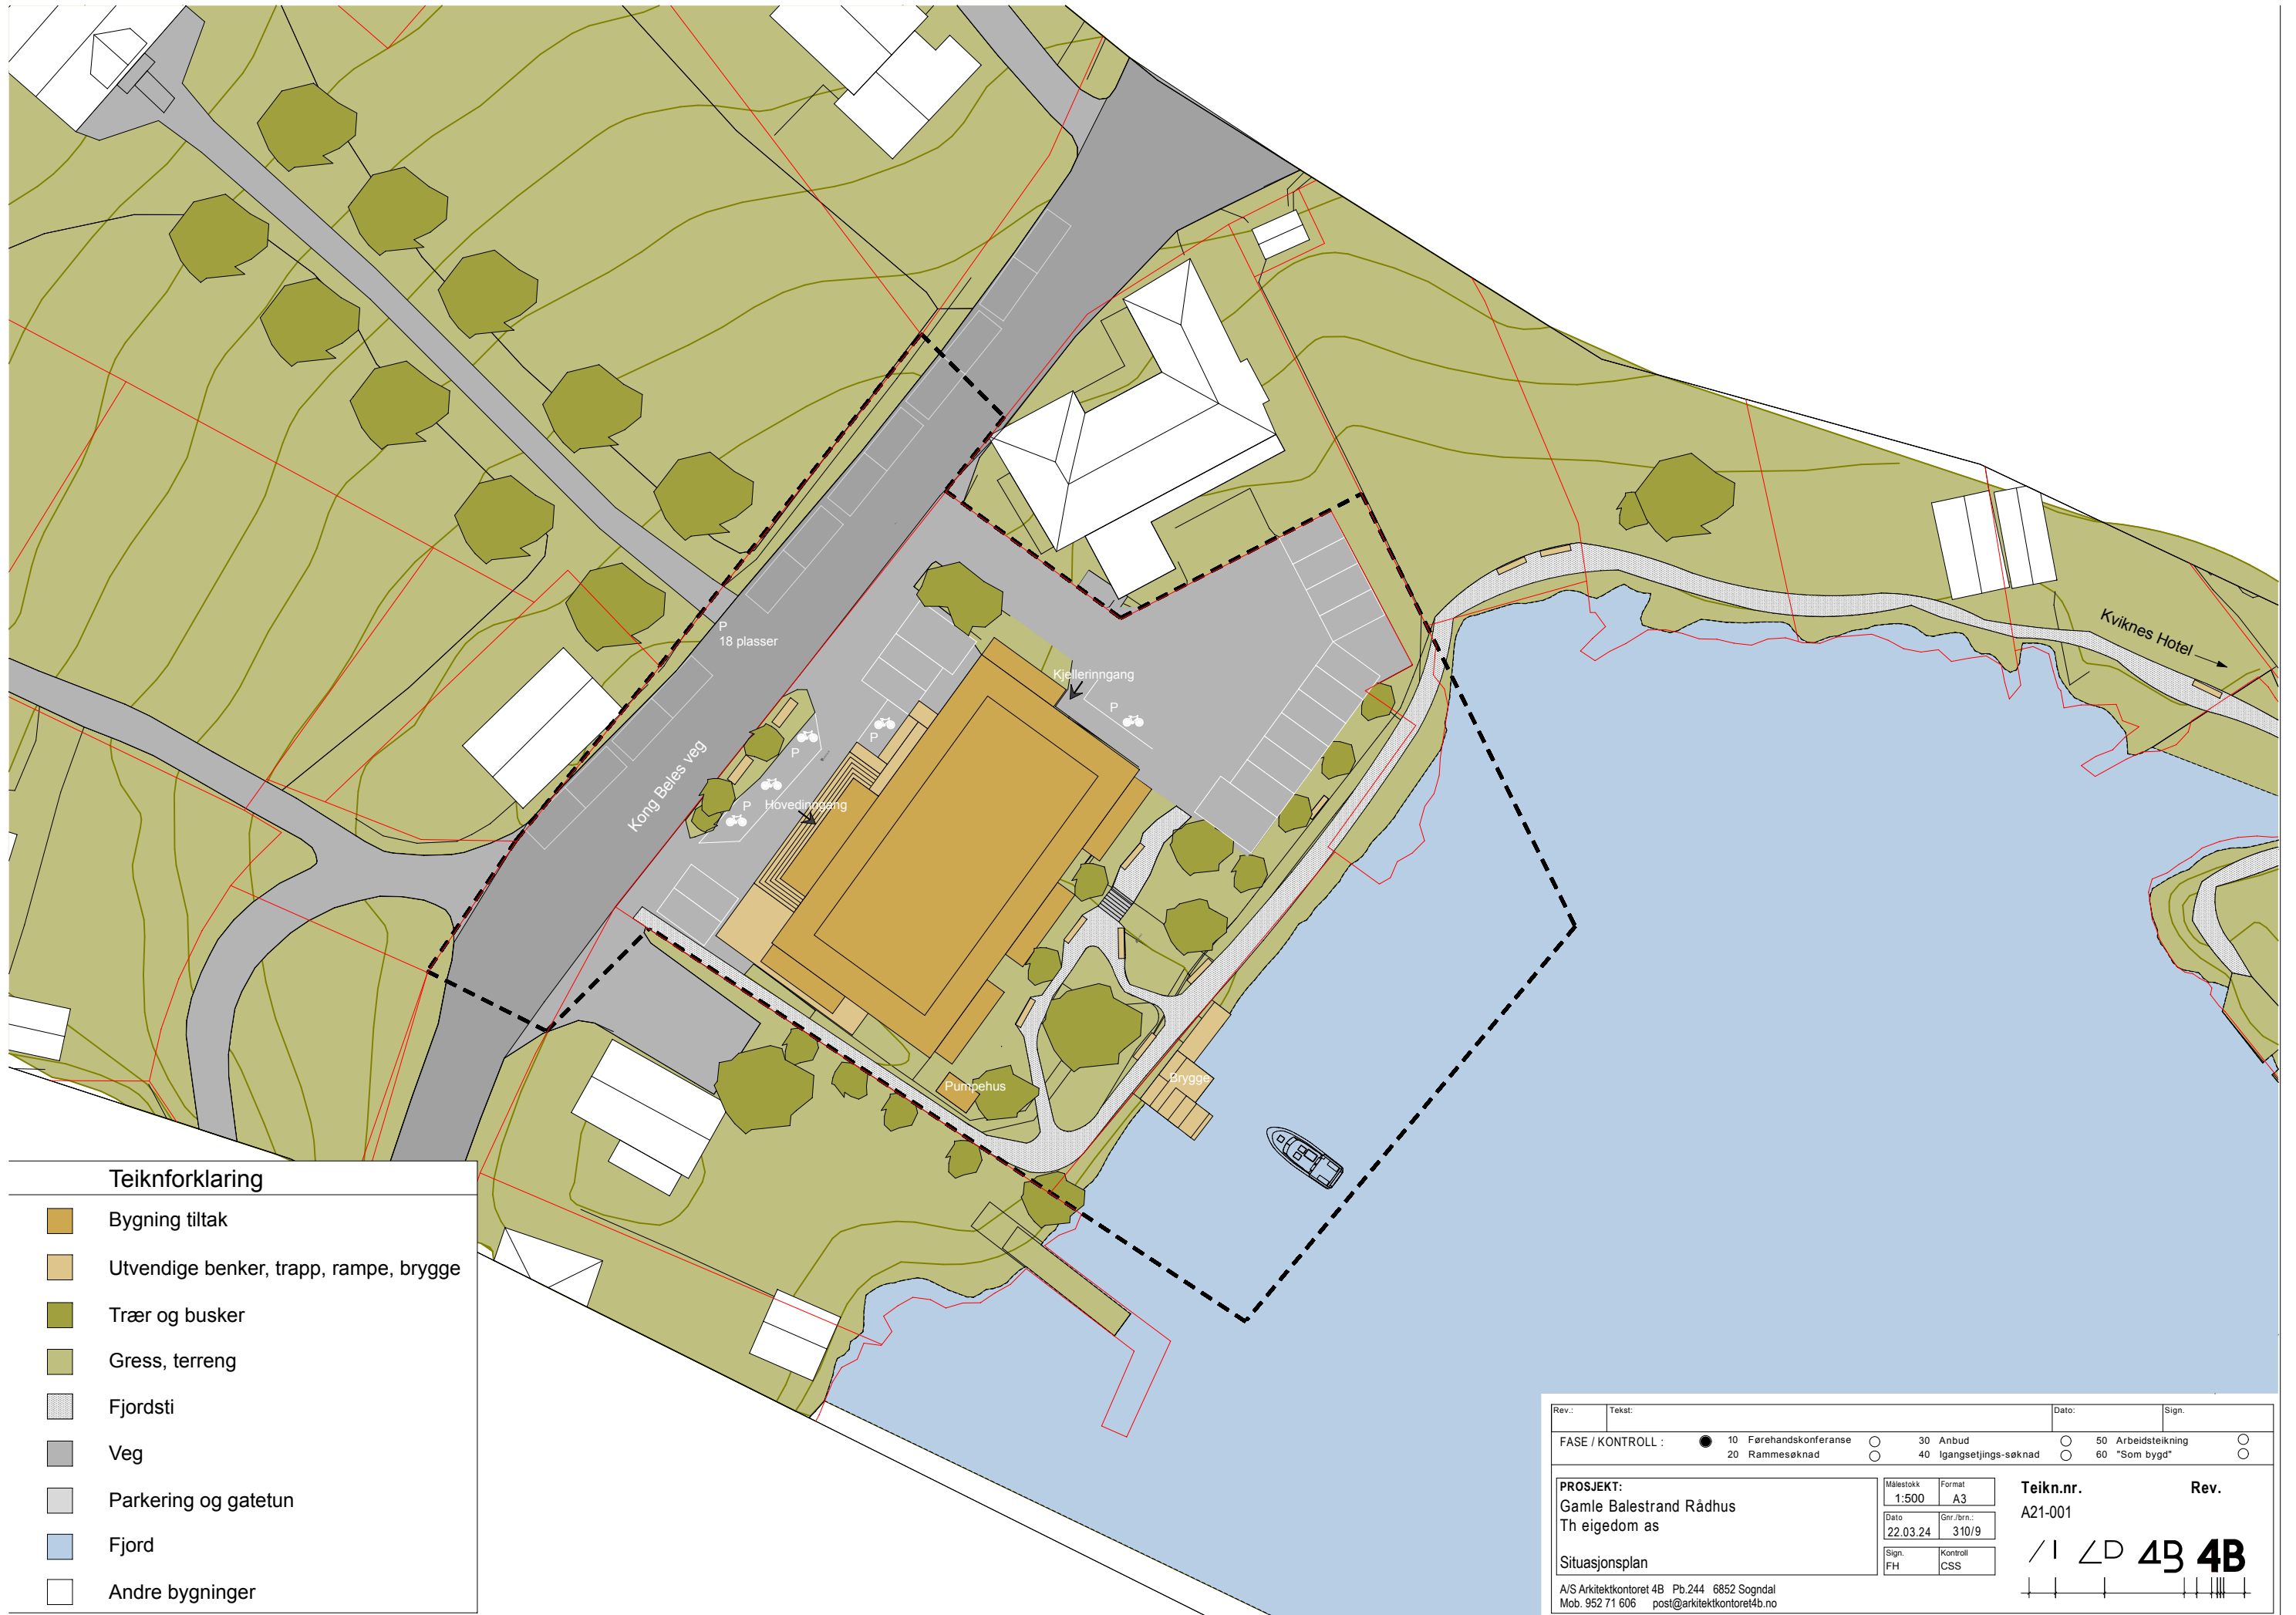 P
18 plasser
Kjellerinngang
P
P
P
P
Hovedinngang
Kong Beles veg
Pumpehus
Brygge
Kviknes Hotel
Teiknforklaring
Bygning tiltak
Utvendige benker, trapp, rampe, brygge
Trær og busker
Gress, terreng
Fjordsti
Veg
Parkering og gatetun
Fjord
Andre bygninger
Rev.: Tekst: Dato: Sign.
FASE / KONTROLL : 10 Førehandskonferanse 30 Anbud 50 Arbeidsteikning
20 Rammesøknad 40 Igangsetjings-søknad 60 "Som bygd"
PROSJEKT:
Gamle Balestrand Rådhus
Th eigedom as
Situasjonsplan
Målestokk Format
1:500 A3
Dato Gnr./brn.:
22.03.24 310/9
Sign. Kontroll
FH CSS
Teikn.nr. Rev.
A21-001
4B 4B
A/S Arkitektkontoret 4B Pb.244 6852 Sogndal
Mob. 952 71 606 post@arkitektkontoret4b.no